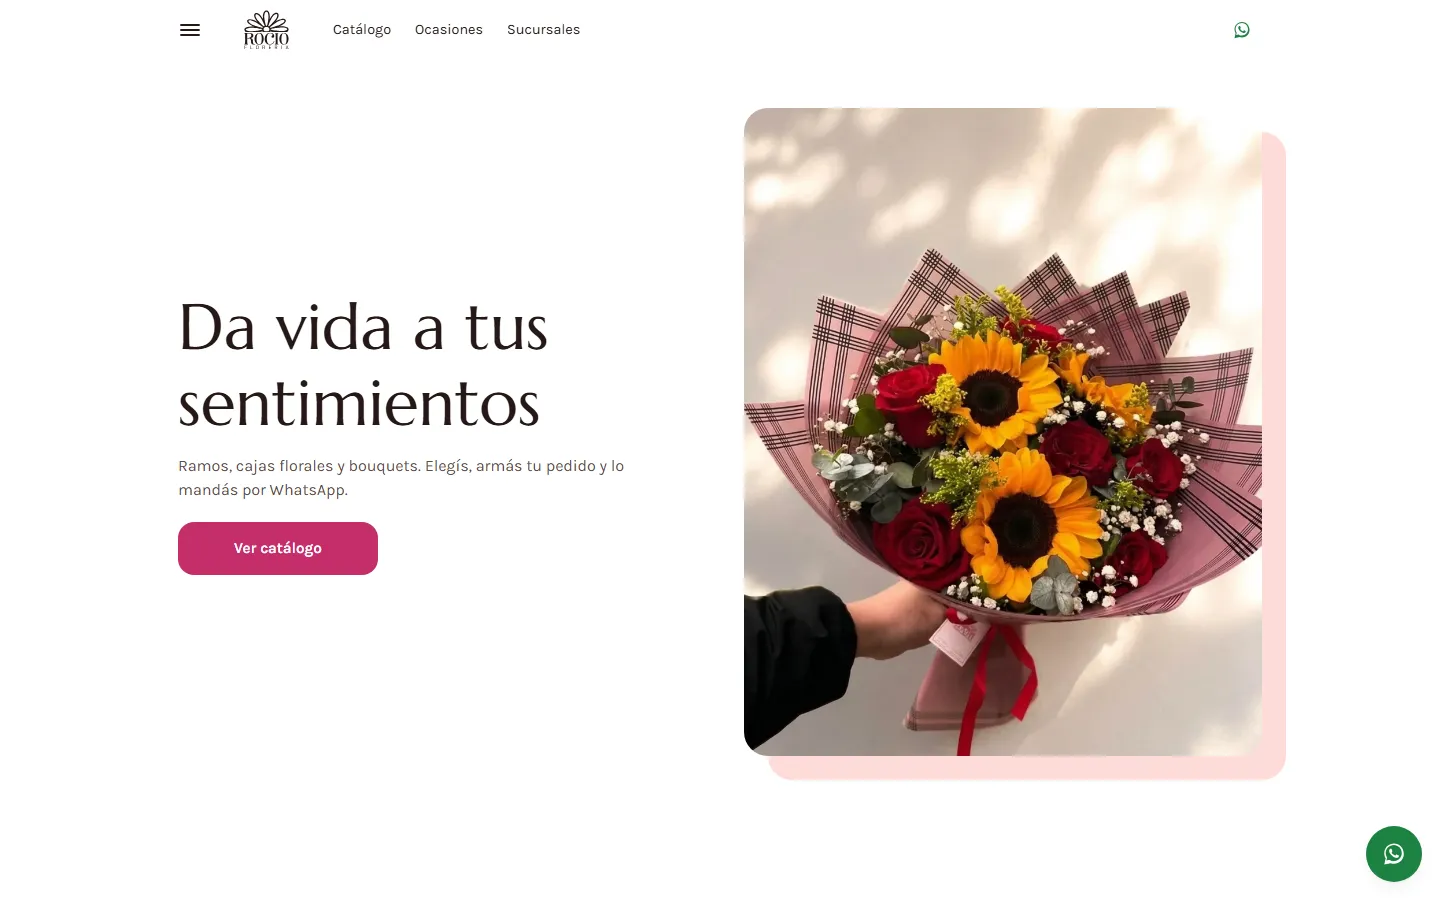 ROCIO
FLORERIA
Catálogo
Ocasiones
Sucursales
Da vida a tus
sentimientos
Ramos, cajas florales y bouquets. Elegís, armás tu pedido y lo
mandás por WhatsApp.
Ver catálogo